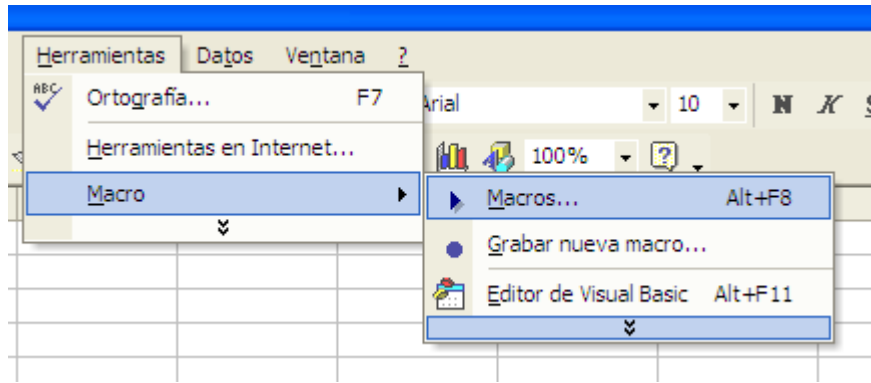 Herramientas Datos Ventana ?
ABC Ortografía... F7
Arial 10 N K S
Herramientas en Internet...
100% ?
Macro
Macros... Alt+F8
Grabar nueva macro...
Editor de Visual Basic Alt+F11